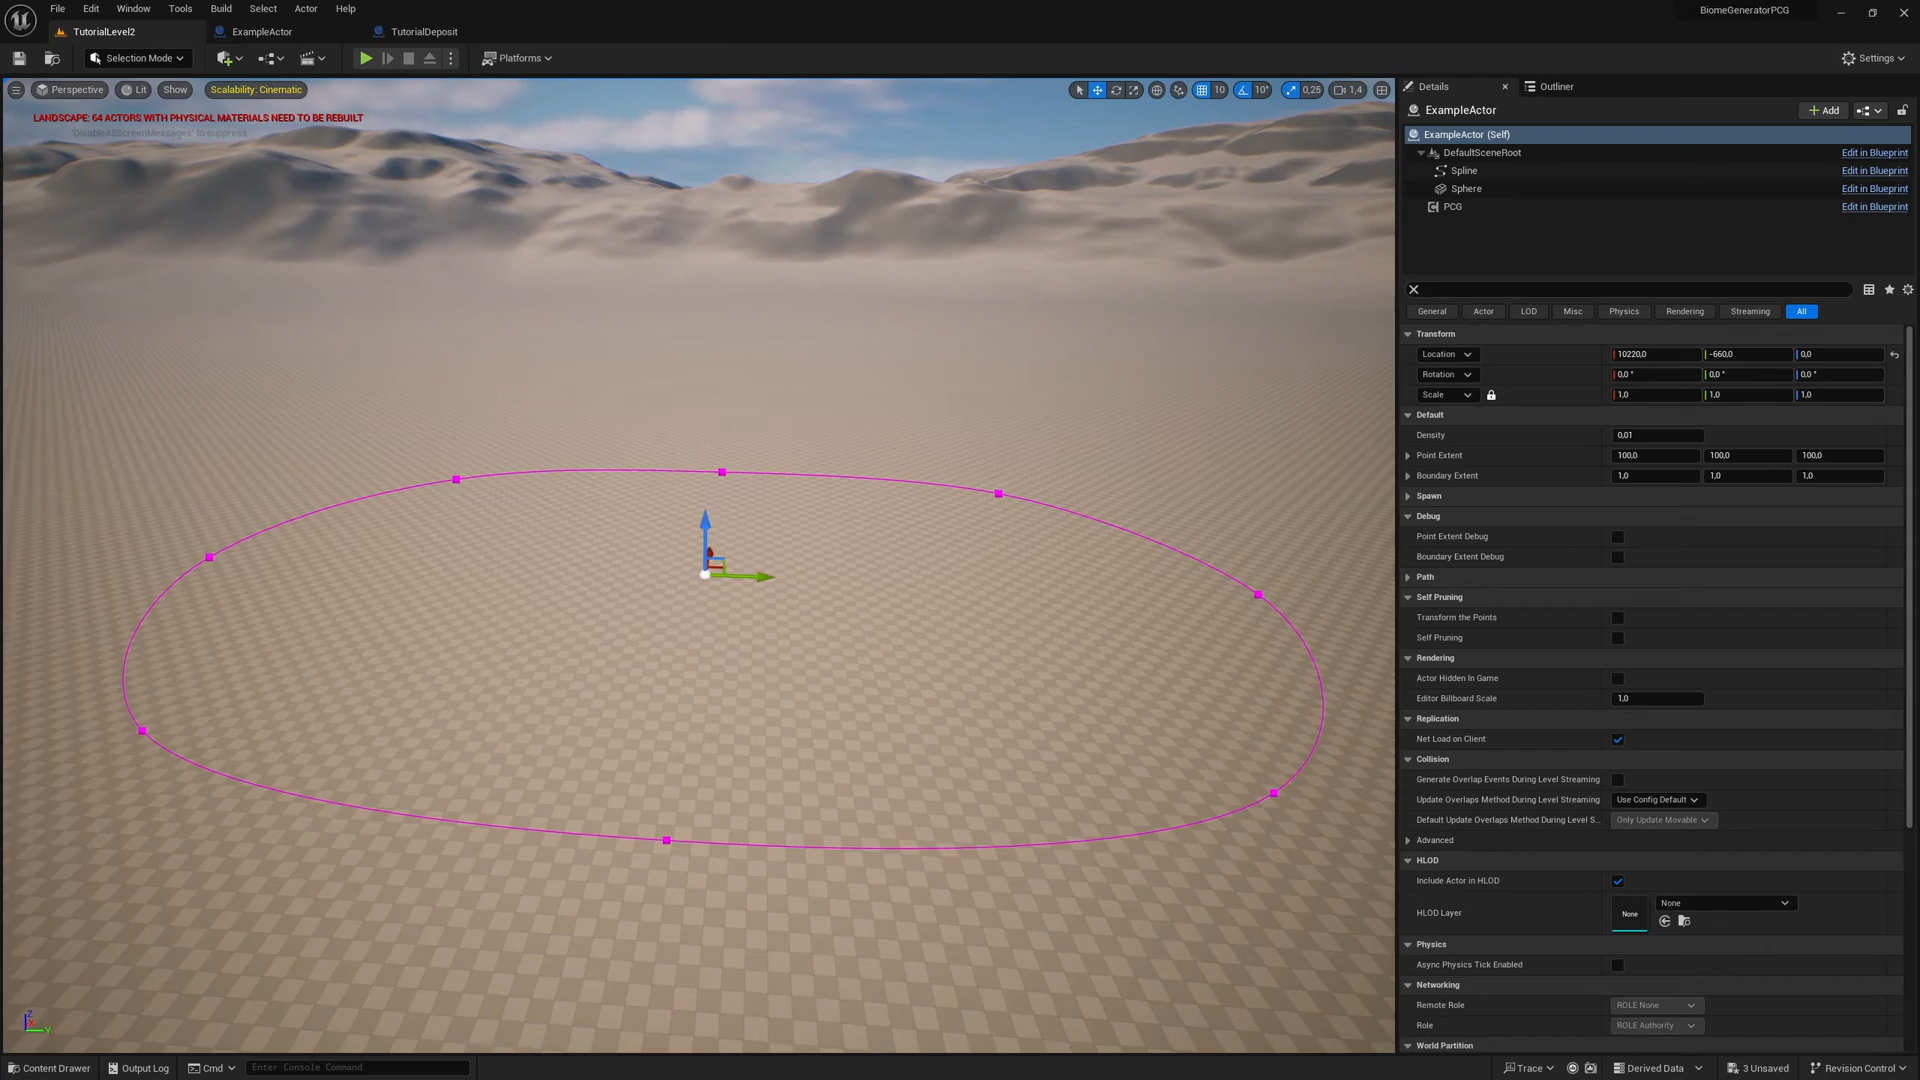 File Edit Window Tools Build Select Actor Help
BiomeGeneratorPCG
TutorialLevel2 ExampleActor TutorialDeposit
Selection Mode Platforms Settings
Perspective Lit Show Scalability: Cinematic 10 10° 0,25 1,4
LANDSCAPE: 64 ACTORS WITH PHYSICAL MATERIALS NEED TO BE REBUILT
'DisableAllScreenMessages' to suppress
Details Outliner
ExampleActor Add
ExampleActor (Self)
DefaultSceneRoot Edit in Blueprint
Spline Edit in Blueprint
Sphere Edit in Blueprint
PCG Edit in Blueprint
General Actor LOD Misc Physics Rendering Streaming All
Transform
Location 10220,0 -660,0 0,0
Rotation 0,0 ° 0,0 ° 0,0 °
Scale 1,0 1,0 1,0
Default
Density 0,01
Point Extent 100,0 100,0 100,0
Boundary Extent 1,0 1,0 1,0
Spawn
Debug
Point Extent Debug
Boundary Extent Debug
Path
Self Pruning
Transform the Points
Self Pruning
Rendering
Actor Hidden In Game
Editor Billboard Scale 1,0
Replication
Net Load on Client
Collision
Generate Overlap Events During Level Streaming
Update Overlaps Method During Level Streaming Use Config Default
Default Update Overlaps Method During Level S... Only Update Movable
Advanced
HLOD
Include Actor in HLOD
HLOD Layer None None
Physics
Async Physics Tick Enabled
Networking
Remote Role ROLE None
Role ROLE Authority
World Partition
Z X Y
Content Drawer Output Log Cmd Enter Console Command Trace Derived Data 3 Unsaved Revision Control